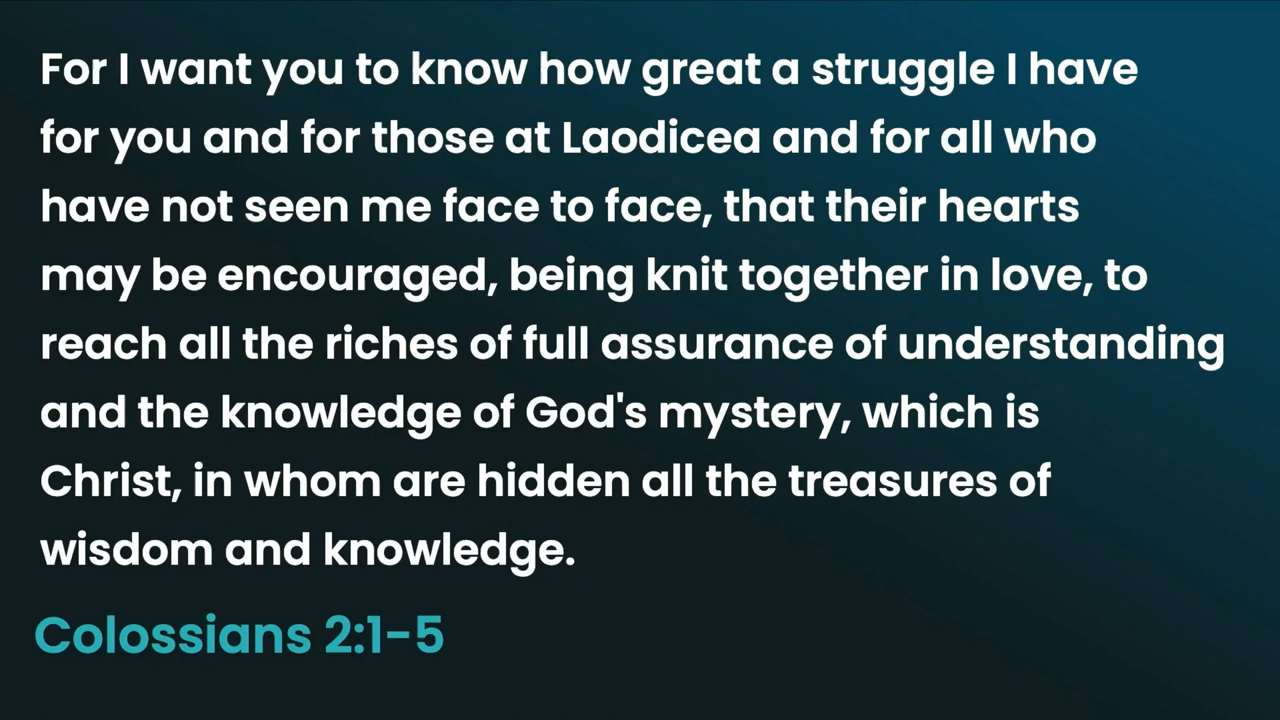 For I want you to know how great a struggle I have
for you and for those at Laodicea and for all who
have not seen me face to face, that their hearts
may be encouraged, being knit together in love, to
reach all the riches of full assurance of understanding
and the knowledge of God's mystery, which is
Christ, in whom are hidden all the treasures of
wisdom and knowledge.
Colossians 2:1-5